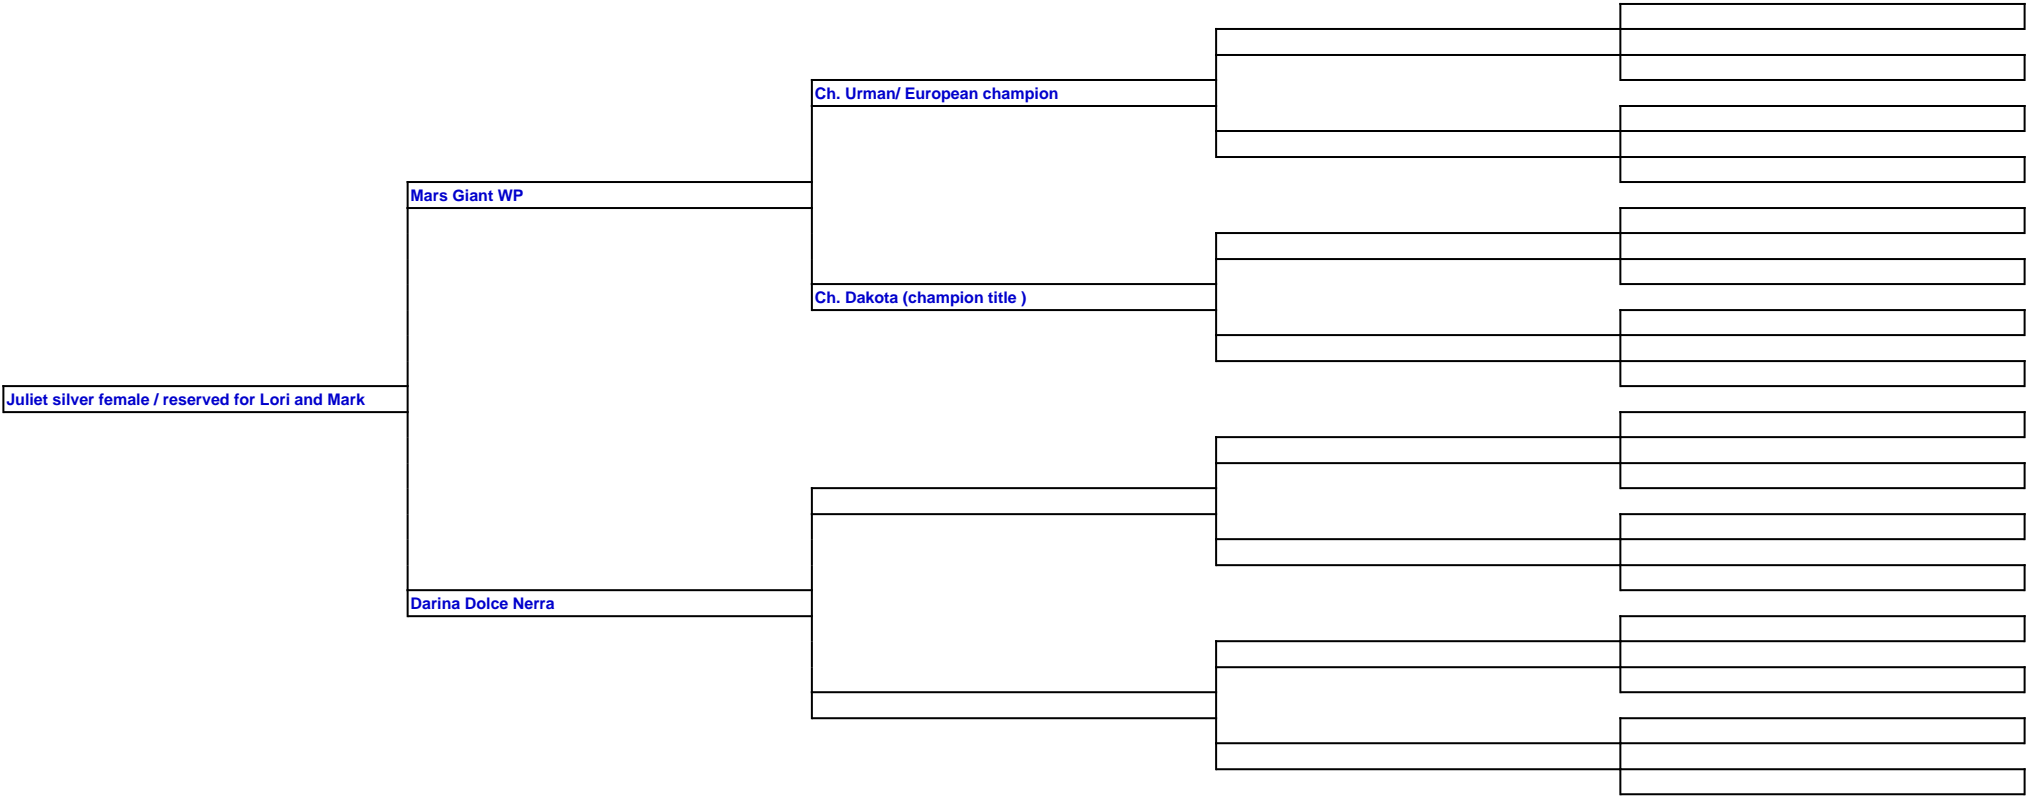 Ch. Urman/ European champion
Mars Giant WP
Ch. Dakota (champion title )
Juliet silver female / reserved for Lori and Mark
Darina Dolce Nerra